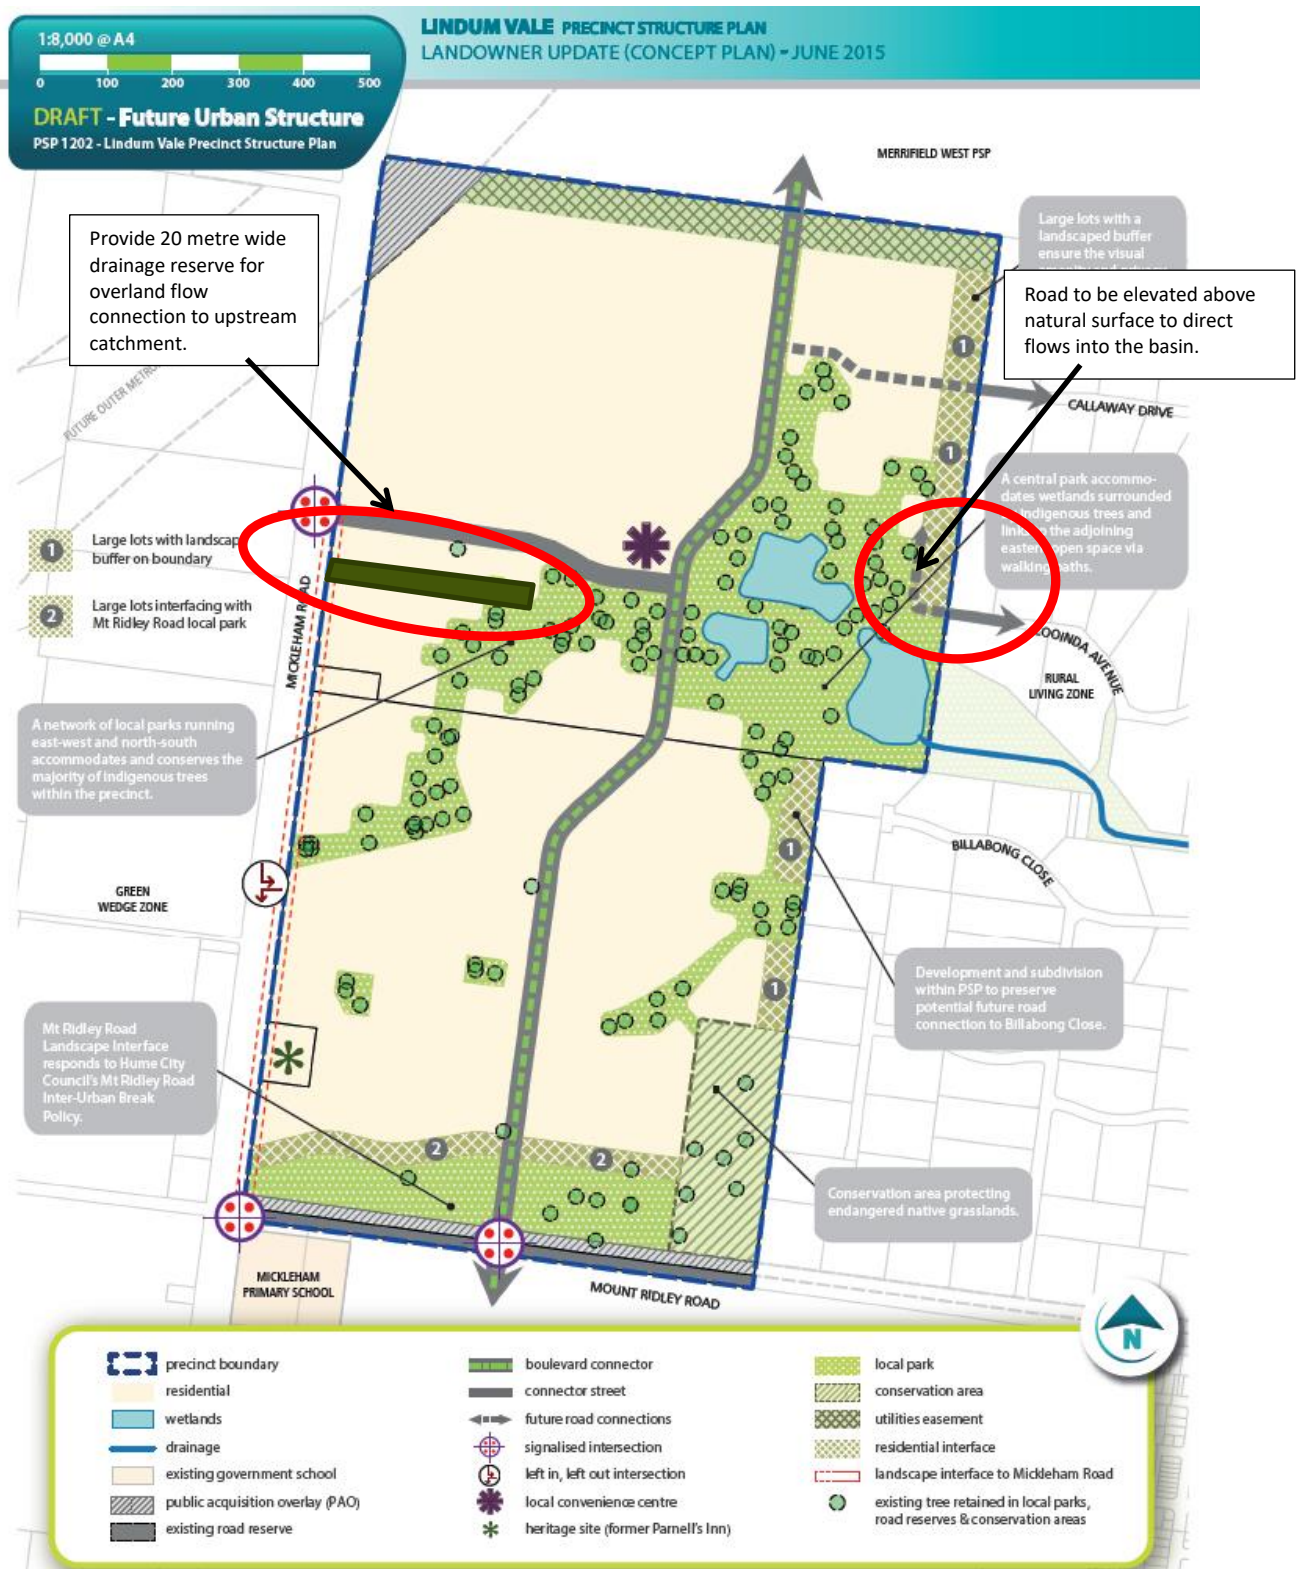 1:8,000 @ A4
0 100 200 300 400 500
DRAFT - Future Urban Structure
PSP 1202 - Lindum Vale Precinct Structure Plan
LINDUM VALE PRECINCT STRUCTURE PLAN
LANDOWNER UPDATE (CONCEPT PLAN) - JUNE 2015
MERRIFIELD WEST PSP
Provide 20 metre wide
drainage reserve for
overland flow
connection to upstream
catchment.
Large lots with a
landscaped buffer
ensure the visual
Road to be elevated above
natural surface to direct
flows into the basin.
FUTURE OUTER
1
CALLAWAY DRIVE
1
A central park accommo-
dates wetlands surrounded
indigenous trees and
the adjoining
open space via
walking paths.
1
Large lots with landscap
buffer on boundary
2
Large lots interfacing with
Mt Ridley Road local park
MICKLEHAM ROAD
LOOINDA AVENUE
RURAL
LIVING ZONE
A network of local parks running
east-west and north-south
accommodates and conserves the
majority of indigenous trees
within the precinct.
1
BILLABONG CLOSE
GREEN
WEDGE ZONE
1
Development and subdivision
within PSP to preserve
potential future road
connection to Billabong Close.
Mt Ridley Road
Landscape Interface
responds to Hume City
Council's Mt Ridley Road
Inter-Urban Break
Policy.
2
2
Conservation area protecting
endangered native grasslands.
MICKLEHAM
PRIMARY SCHOOL
MOUNT RIDLEY ROAD
N
precinct boundary
residential
wetlands
drainage
existing government school
public acquisition overlay (PAO)
existing road reserve
boulevard connector
connector street
future road connections
signalised intersection
left in, left out intersection
local convenience centre
heritage site (former Parnell's Inn)
local park
conservation area
utilities easement
residential interface
landscape interface to Mickleham Road
existing tree retained in local parks,
road reserves & conservation areas